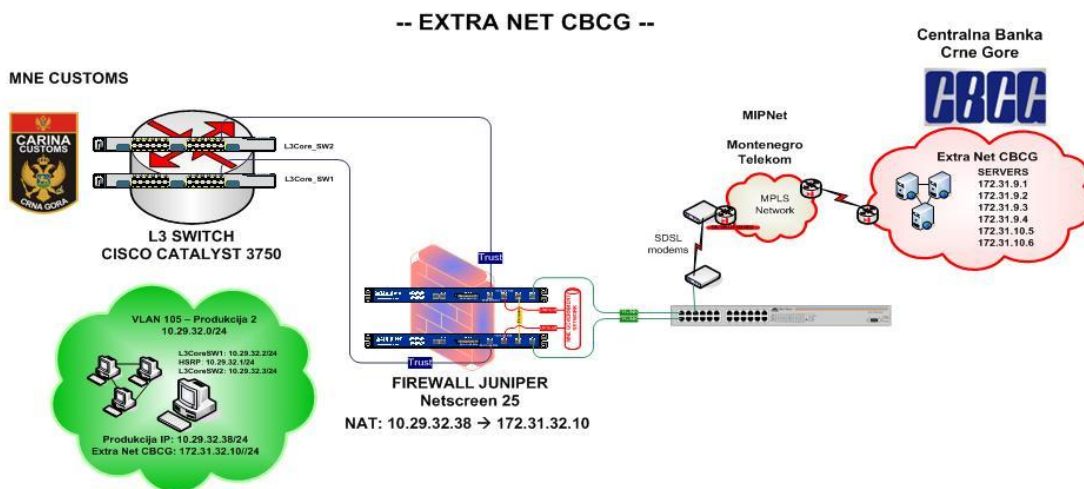 -- EXTRA NET CBCG --
Centralna Banka
Crne Gore
CBCG
MNE CUSTOMS
CARINA
CUSTOMS
CRNA GORA
L3Core_SW2
L3Core_SW1
L3 SWITCH
CISCO CATALYST 3750
MIPNet
Montenegro
Telekom
MPLS
Network
SDSL
modems
Extra Net CBCG
SERVERS
172.31.9.1
172.31.9.2
172.31.9.3
172.31.9.4
172.31.10.5
172.31.10.6
Trust
Trust
MNE GOVERNMENT
NETWORK
FIREWALL JUNIPER
Netscreen 25
NAT: 10.29.32.38 → 172.31.32.10
VLAN 105 – Produkcija 2
10.29.32.0/24
L3CoreSW1: 10.29.32.2/24
HSRP: 10.29.32.1/24
L3CoreSW2: 10.29.32.3/24
Produkcija IP: 10.29.32.38/24
Extra Net CBCG: 172.31.32.10//24